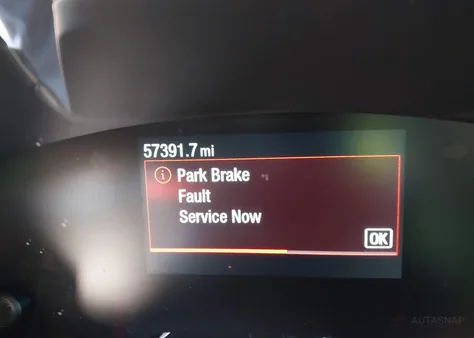 57391.7 mi
Park Brake
Fault
Service Now
OK
AUTASNAP